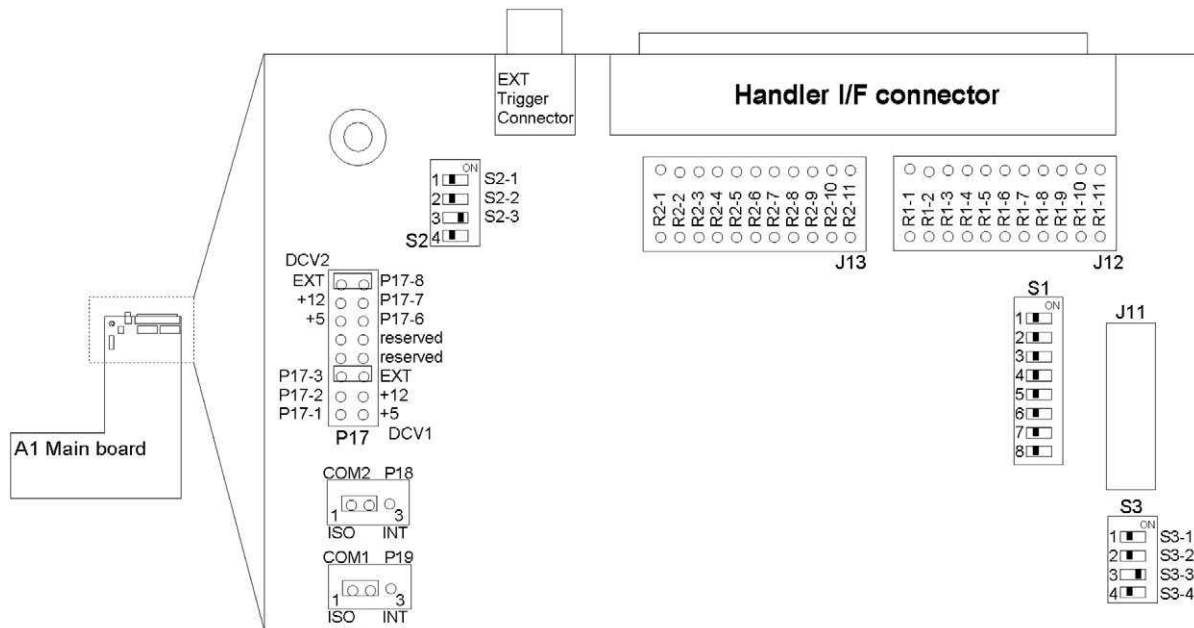 EXT
Trigger
Connector
Handler I/F connector
ON
1 S2-1
2 S2-2
3 S2-3
4
S2
R2-1 R2-2 R2-3 R2-4 R2-5 R2-6 R2-7 R2-8 R2-9 R2-10 R2-11
J13
R1-1 R1-2 R1-3 R1-4 R1-5 R1-6 R1-7 R1-8 R1-9 R1-10 R1-11
J12
DCV2
EXT P17-8
+12 P17-7
+5 P17-6
reserved
reserved
P17-3 EXT
P17-2 +12
P17-1 +5
P17 DCV1
A1 Main board
COM2 P18
1 3
ISO INT
COM1 P19
1 3
ISO INT
S1
ON
1
2
3
4
5
6
7
8
J11
S3
ON
1 S3-1
2 S3-2
3 S3-3
4 S3-4